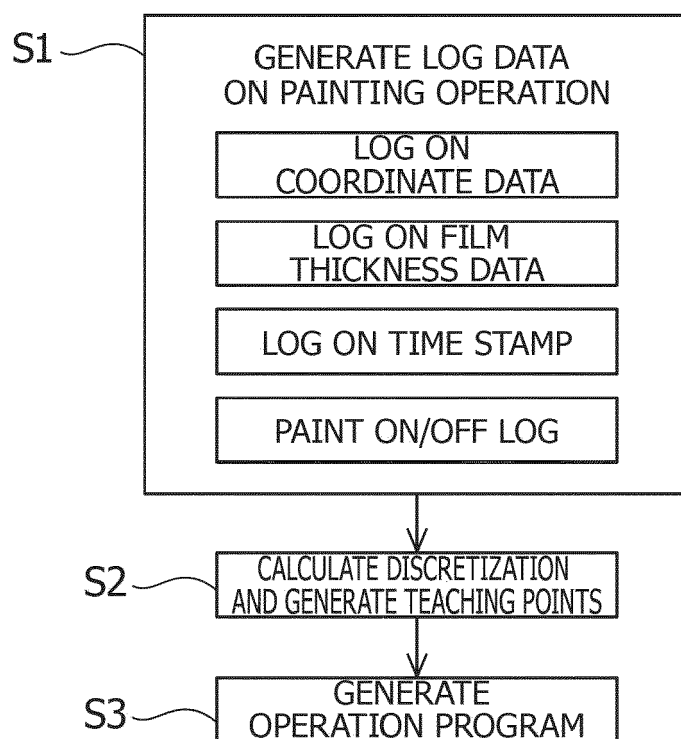 S1
GENERATE LOG DATA
ON PAINTING OPERATION
LOG ON
COORDINATE DATA
LOG ON FILM
THICKNESS DATA
LOG ON TIME STAMP
PAINT ON/OFF LOG
S2
CALCULATE DISCRETIZATION
AND GENERATE TEACHING POINTS
S3
GENERATE
OPERATION PROGRAM